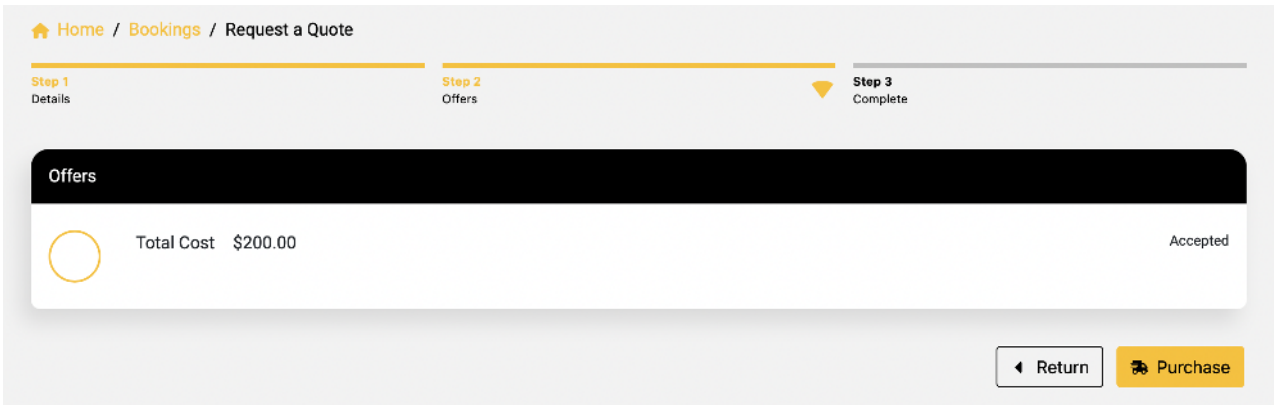 Home / Bookings / Request a Quote
Step 1
Details
Step 2
Offers
Step 3
Complete
Offers
Total Cost $200.00
Accepted
Return
Purchase